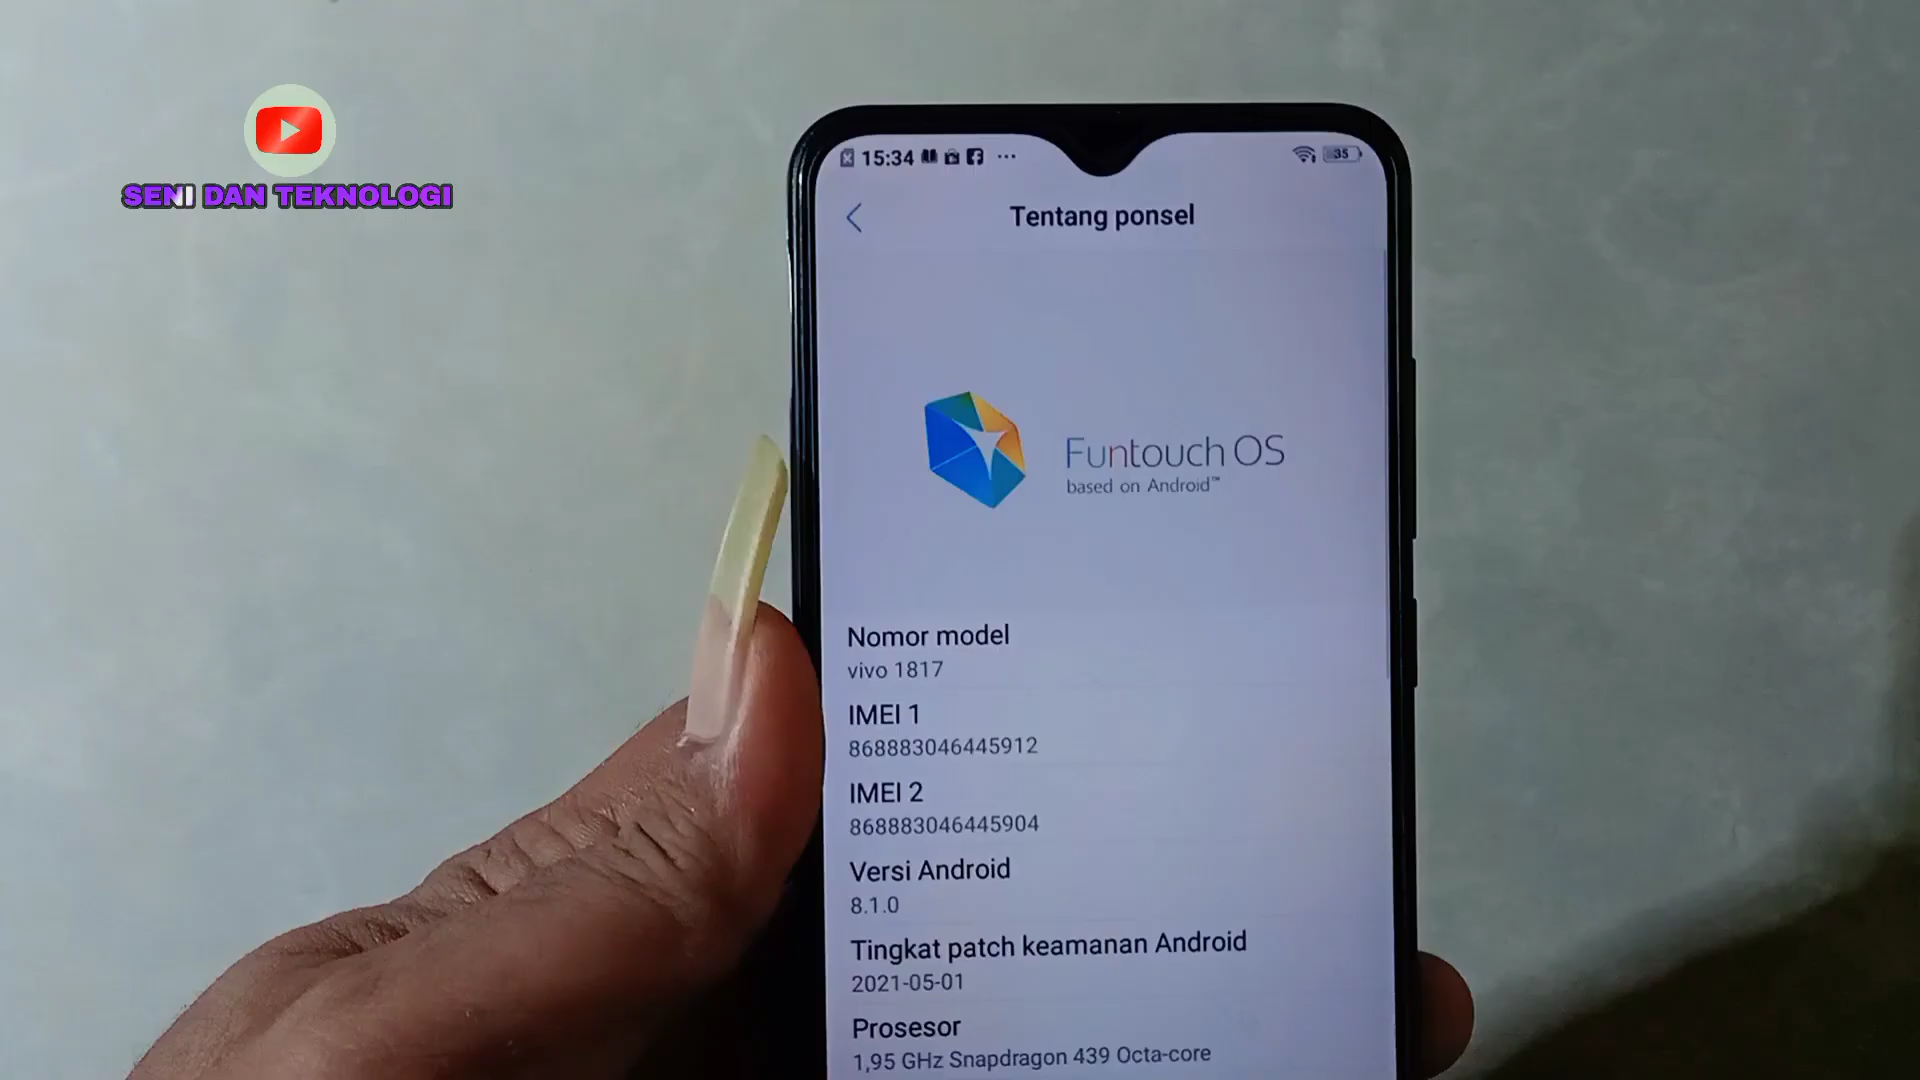 SENI DAN TEKNOLOGI
15:34
35
Tentang ponsel
Funtouch OS
based on Android™
Nomor model
vivo 1817
IMEI 1
868883046445912
IMEI 2
868883046445904
Versi Android
8.1.0
Tingkat patch keamanan Android
2021-05-01
Prosesor
1,95 GHz Snapdragon 439 Octa-core